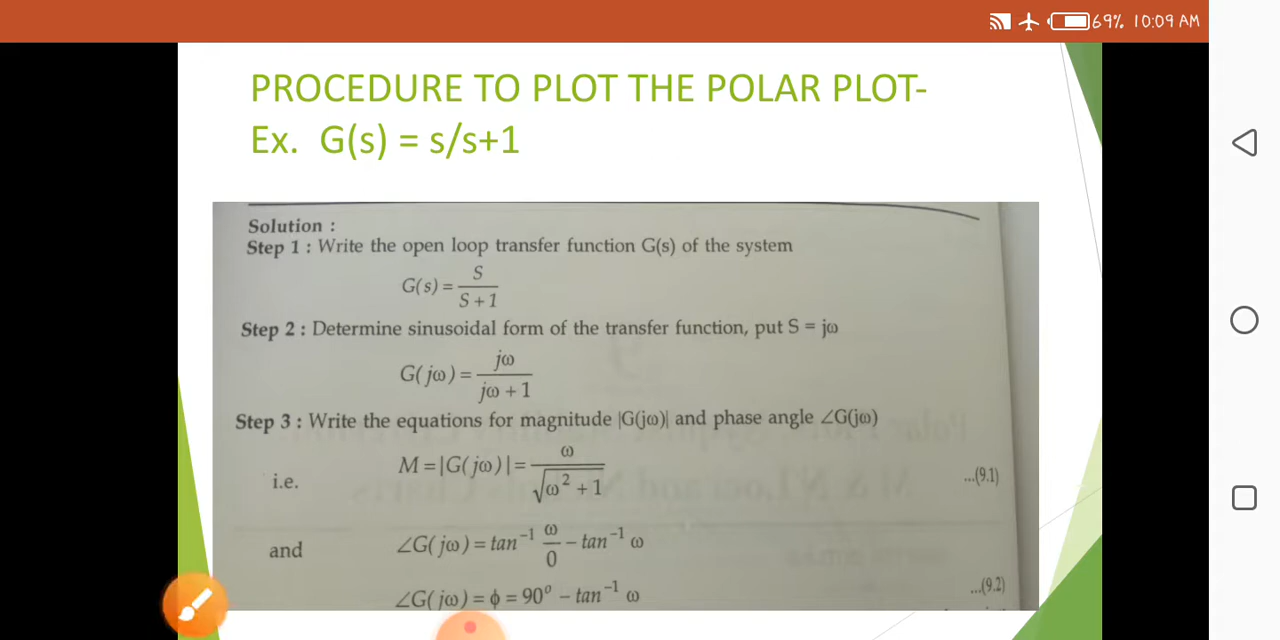 69% 10:09 AM
PROCEDURE TO PLOT THE POLAR PLOT-
Ex. G(s) = s/s+1
Solution :
Step 1 : Write the open loop transfer function G(s) of the system
G(s) = S / S + 1
Step 2 : Determine sinusoidal form of the transfer function, put S = jω
G(jω) = jω / jω + 1
Step 3 : Write the equations for magnitude |G(jω)| and phase angle ∠G(jω)
i.e. M = |G(jω)| = ω / √ω² + 1 ...(9.1)
and ∠G(jω) = tan⁻¹ ω/0 – tan⁻¹ ω
∠G(jω) = ϕ = 90° – tan⁻¹ ω ...(9.2)